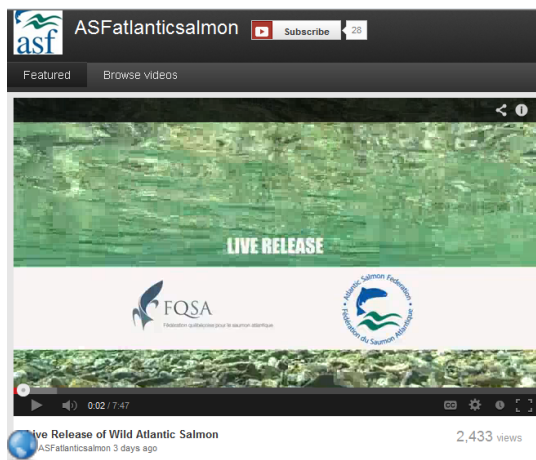 asf
ASFatlanticsalmon
Subscribe 28
Featured Browse videos
LIVE RELEASE
FQSA
Fédération québécoise pour le saumon atlantique
• Atlantic Salmon Federation •
Fédération du Saumon Atlantique
0:02 / 7:47
CC
Live Release of Wild Atlantic Salmon
2,433 views
ASFatlanticsalmon 3 days ago